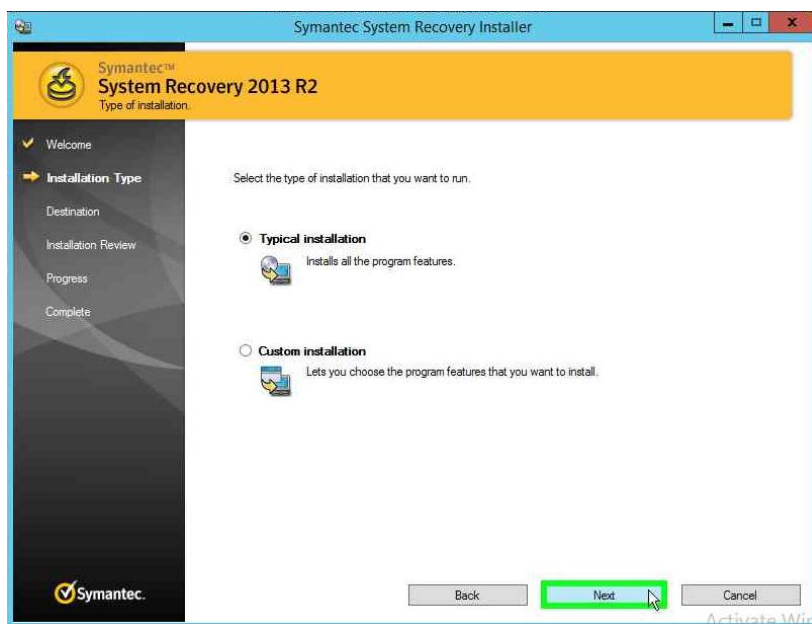 Symantec System Recovery Installer
Symantec™
System Recovery 2013 R2
Type of installation.
Welcome
Installation Type
Destination
Installation Review
Progress
Complete
Select the type of installation that you want to run.
Typical installation
Installs all the program features.
Custom installation
Lets you choose the program features that you want to install.
Symantec.
Back
Next
Cancel
Activate Wi